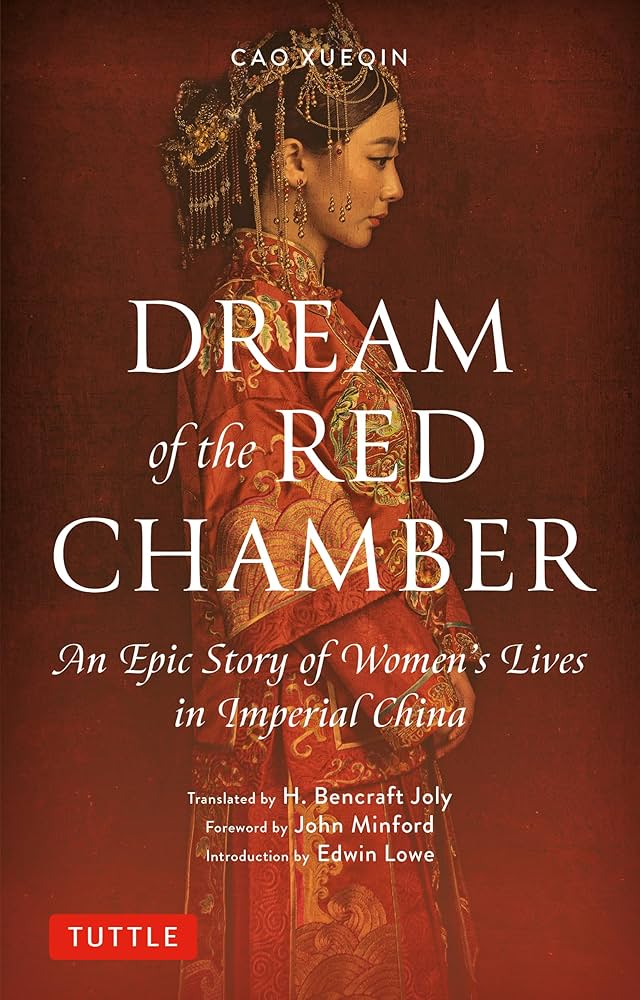 CAO XUEQIN
DREAM
of the RED
CHAMBER
An Epic Story of Women's Lives
in Imperial China
Translated by H. Bencraft Joly
Foreword by John Minford
Introduction by Edwin Lowe
TUTTLE